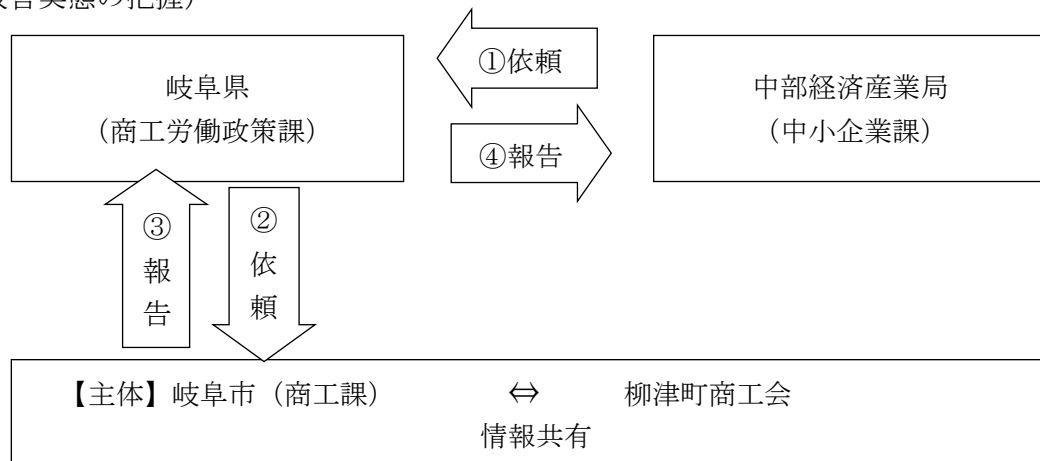 害実態の把握）
①依頼
岐阜県
（商工労働政策課）
中部経済産業局
（中小企業課）
④報告
③報告
②依頼
【主体】岐阜市（商工課）　⇔　柳津町商工会
情報共有